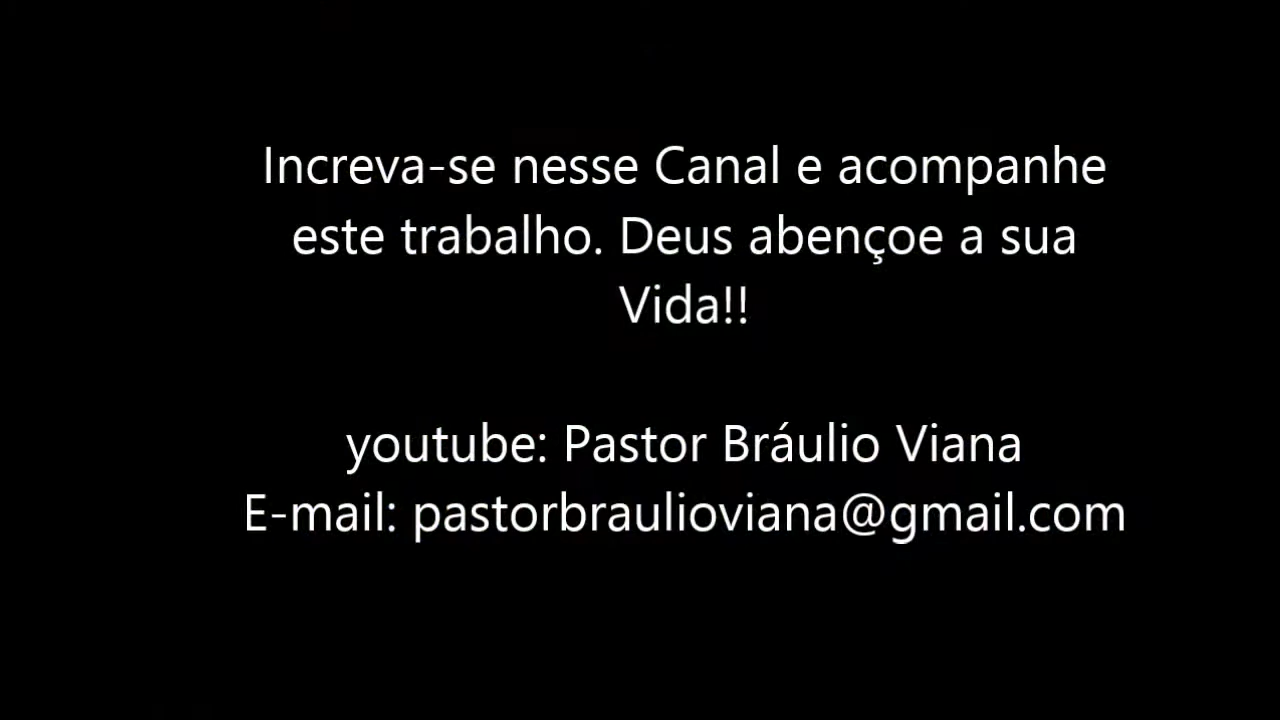 Increva-se nesse Canal e acompanhe
este trabalho. Deus abençoe a sua
Vida!!
youtube: Pastor Bráulio Viana
E-mail: pastorbraulioviana@gmail.com